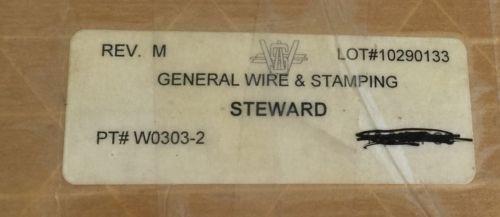 REV. M LOT#10290133
GENERAL WIRE & STAMPING
STEWARD
PT# W0303-2